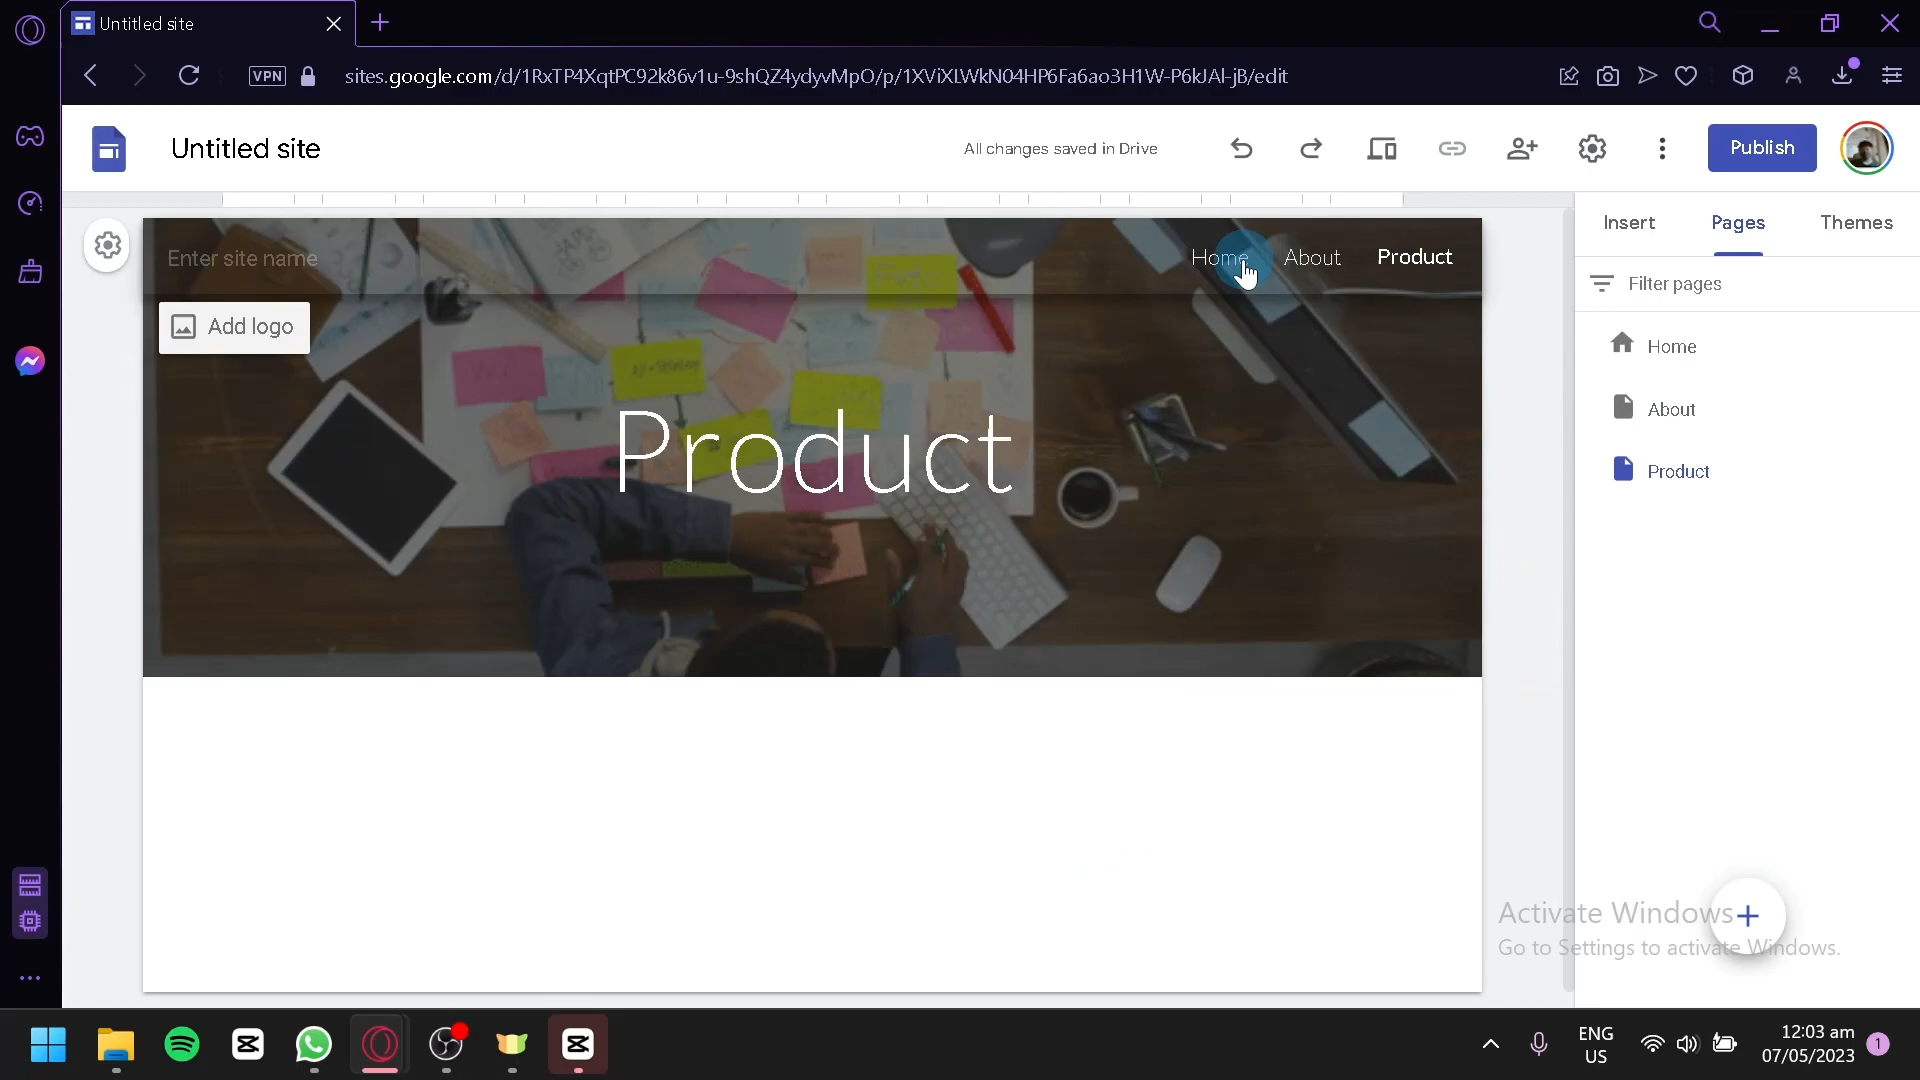 Untitled site
VPN
sites.google.com/d/1RxTP4XqtPC92k86v1u-9shQZ4ydyvMpO/p/1XViXLWkN04HP6Fa6ao3H1W-P6kJAl-jB/edit
Untitled site
All changes saved in Drive
Publish
Insert
Pages
Themes
Enter site name
Home
About
Product
Filter pages
Add logo
Home
About
Product
Product
Activate Windows
Go to Settings to activate Windows.
ENG
US
12:03 am
07/05/2023
1